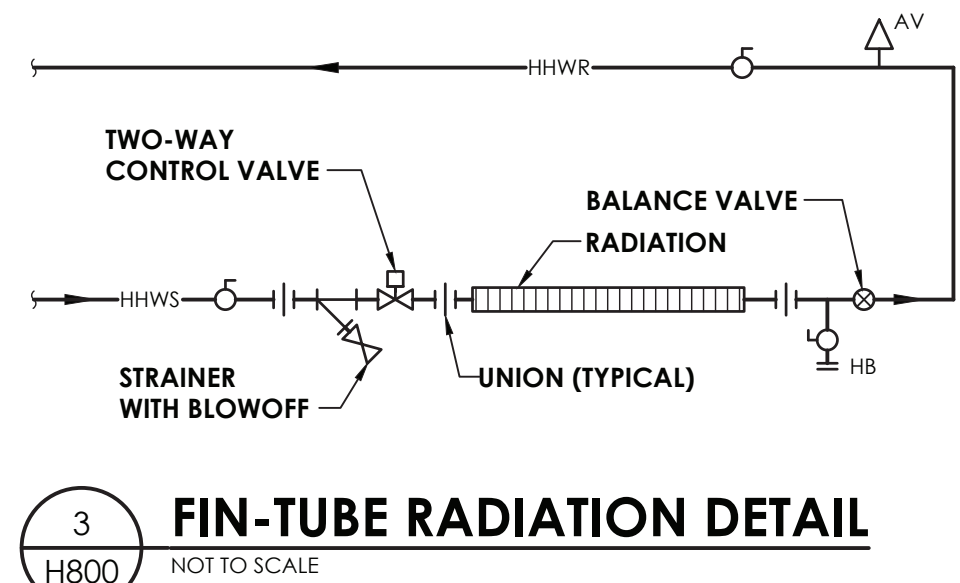 AV
HHWR
TWO-WAY
CONTROL VALVE
BALANCE VALVE
RADIATION
HHWS
STRAINER
WITH BLOWOFF
UNION (TYPICAL)
HB
3
H800
FIN-TUBE RADIATION DETAIL
NOT TO SCALE